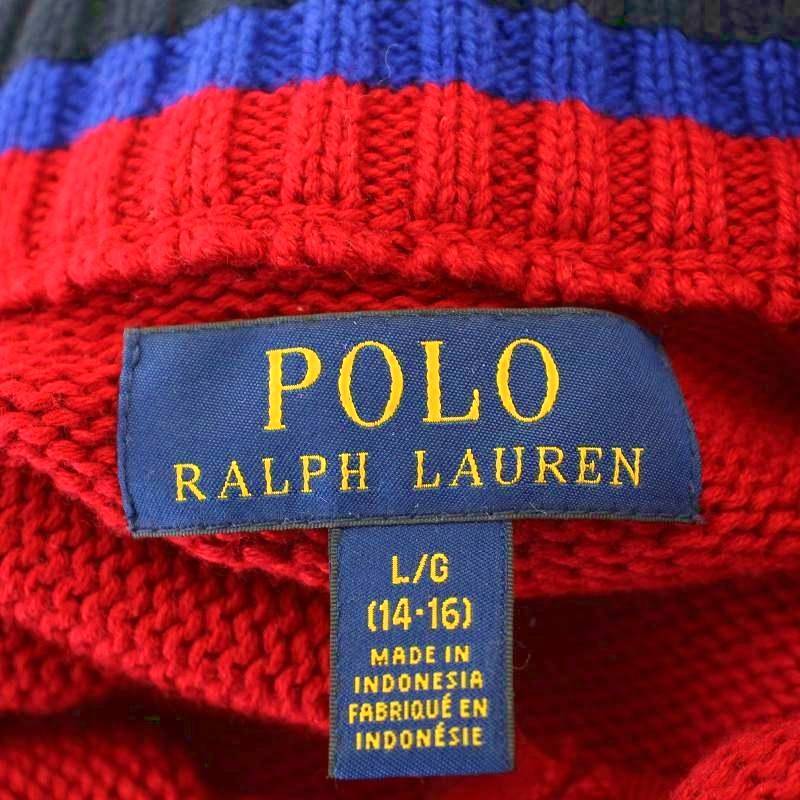 POLO
RALPH LAUREN
L/G
(14-16)
MADE IN
INDONESIA
FABRIQUÉ EN
INDONÉSIE